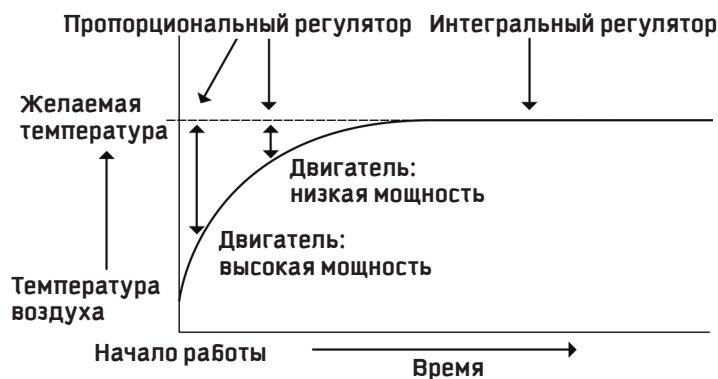 Пропорциональный регулятор
Интегральный регулятор
Желаемая
температура
Двигатель:
низкая мощность
Двигатель:
высокая мощность
Температура
воздуха
Начало работы
Время